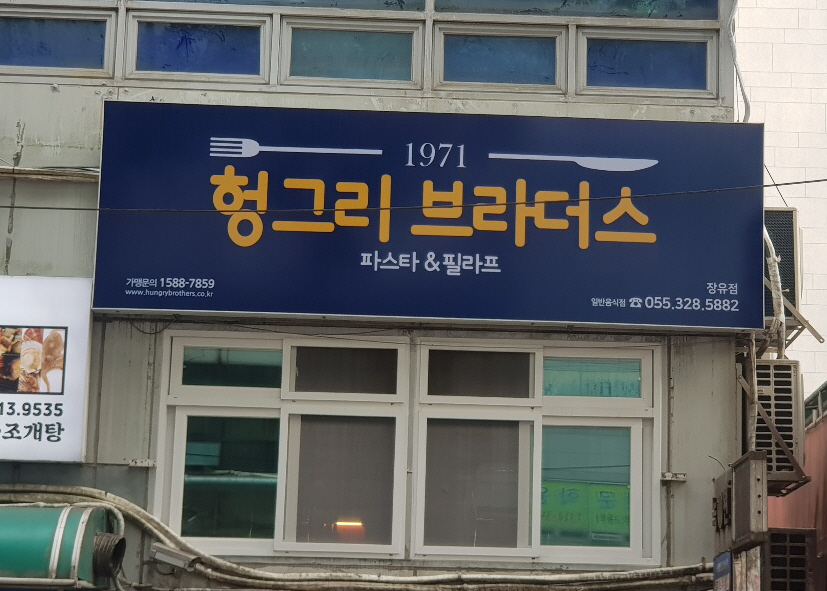 1971
헝그리 브라더스
파스타 & 필라프
가맹문의 1588-7859
www.hungrybrothers.co.kr
장유점
일반음식점 ☎ 055.328.5882
13.9535
조개탕